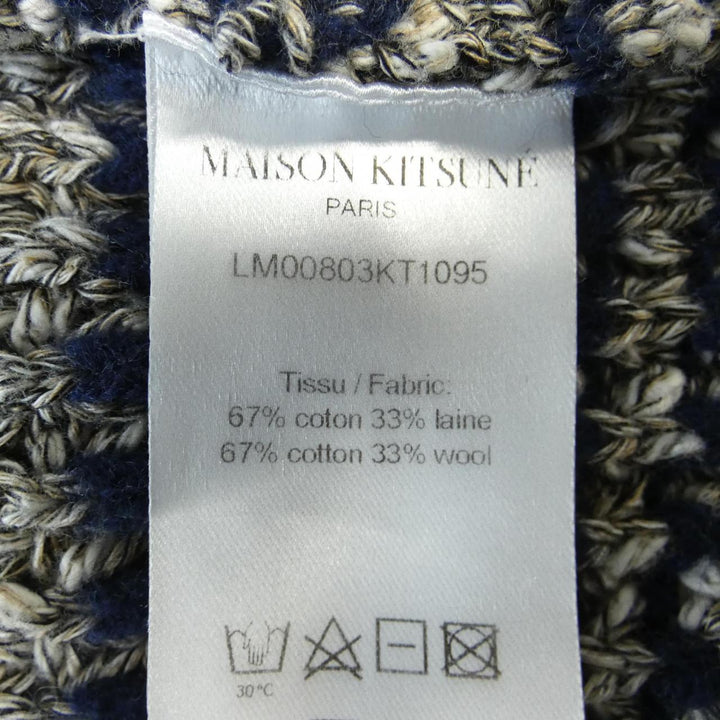 MAISON KITSUNÉ
PARIS
LM00803KT1095
Tissu / Fabric:
67% coton 33% laine
67% cotton 33% wool
30°C